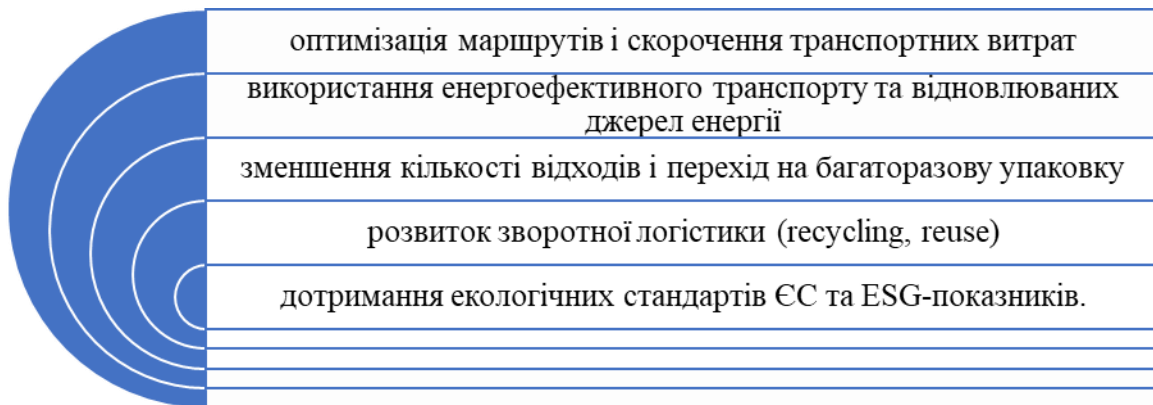 оптимізація маршрутів і скорочення транспортних витрат
використання енергоефективного транспорту та відновлюваних
джерел енергії
зменшення кількості відходів і перехід на багаторазову упаковку
розвиток зворотної логістики (recycling, reuse)
дотримання екологічних стандартів ЄС та ESG-показників.